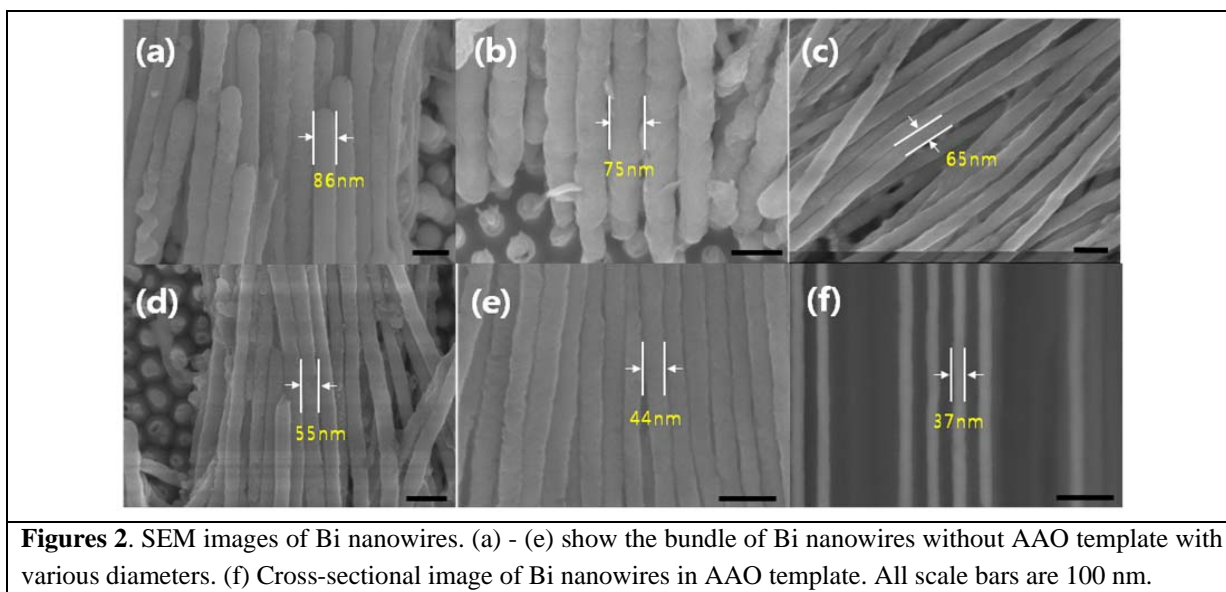 (a)
86nm
(b)
75nm
(c)
65nm
(d)
55nm
(e)
44nm
(f)
37nm
Figures 2. SEM images of Bi nanowires. (a) - (e) show the bundle of Bi nanowires without AAO template with
various diameters. (f) Cross-sectional image of Bi nanowires in AAO template. All scale bars are 100 nm.